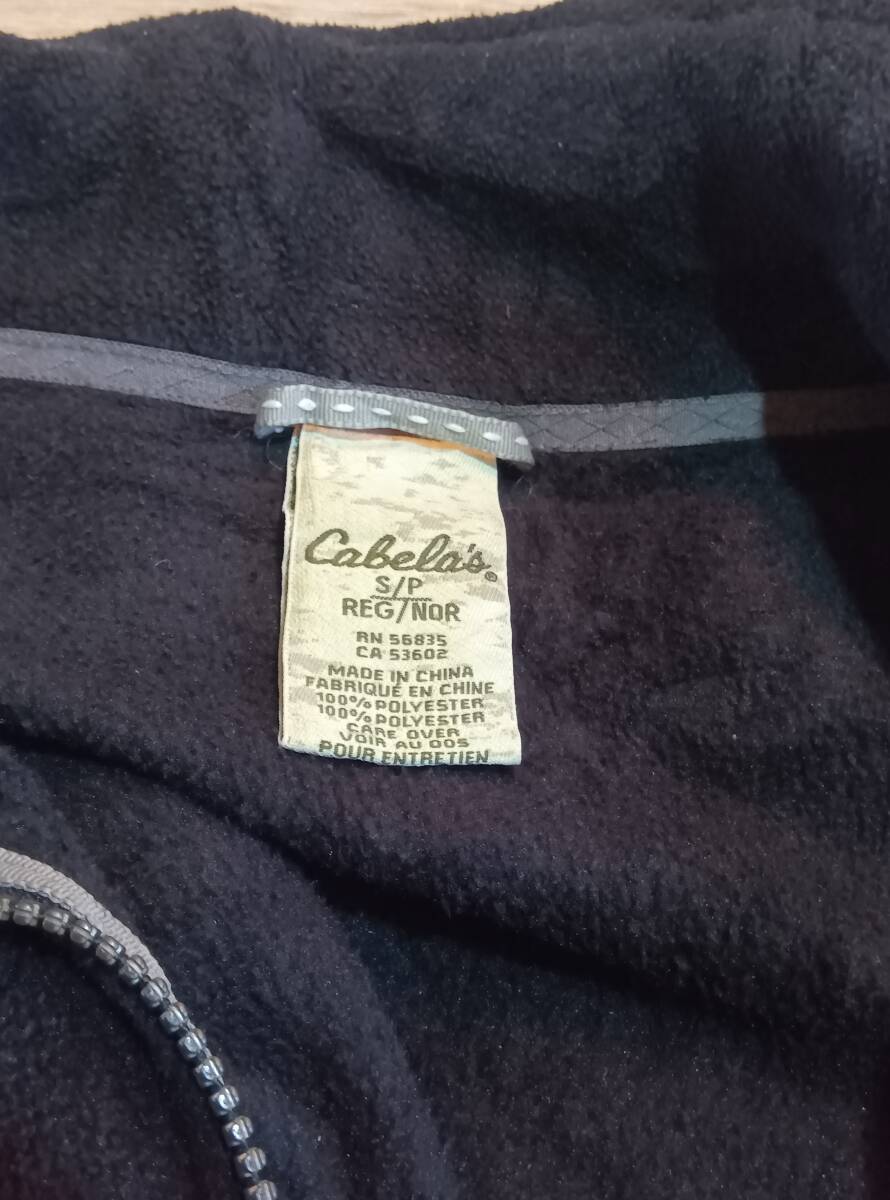 Cabela's®
S/P
REG/NOR
RN 56835
CA 53602
MADE IN CHINA
FABRIQUÉ EN CHINE
100% POLYESTER
100% POLYESTER
CARE OVER
VOIR AU DOS
POUR ENTRETIEN